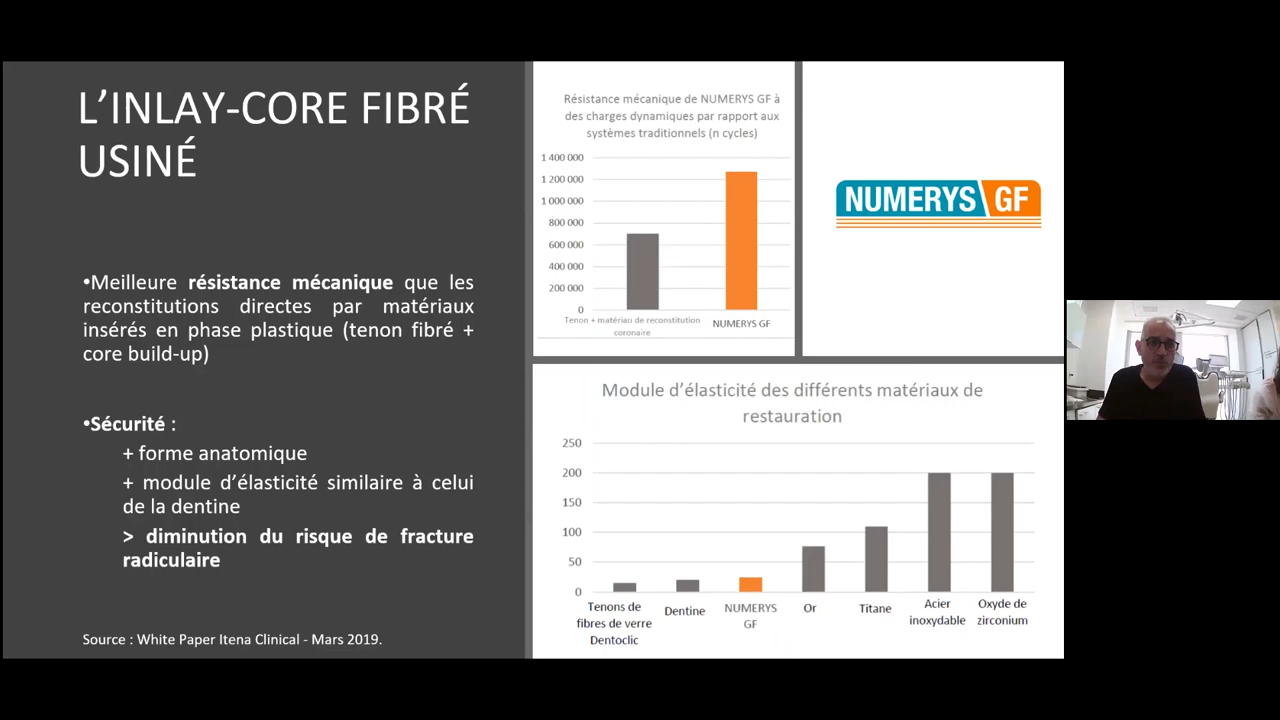 L’INLAY-CORE FIBRÉ
USINÉ
•Meilleure résistance mécanique que les
reconstitutions directes par matériaux
insérés en phase plastique (tenon fibré +
core build-up)
•Sécurité :
+ forme anatomique
+ module d’élasticité similaire à celui
de la dentine
> diminution du risque de fracture
radiculaire
Source : White Paper Itena Clinical - Mars 2019.
Résistance mécanique de NUMERYS GF à
des charges dynamiques par rapport aux
systèmes traditionnels (n cycles)
1 400 000
1 200 000
1 000 000
800 000
600 000
400 000
200 000
0
Tenon + matériau de reconstitution
coronaire
NUMERYS GF
NUMERYS GF
Module d’élasticité des différents matériaux de
restauration
250
200
150
100
50
0
Tenons de
fibres de verre
Dentoclic
Dentine
NUMERYS
GF
Or
Titane
Acier
inoxydable
Oxyde de
zirconium